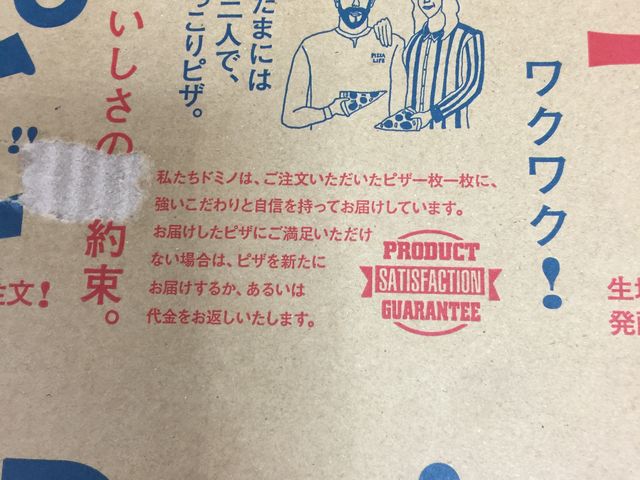 いしさの
約束。
たまには
二人で、
っこりピザ。
PIZZA
LIFE
ワクワク!
私たちドミノは、ご注文いただいたピザ一枚一枚に、
強いこだわりと自信を持ってお届けしています。
お届けしたピザにご満足いただけ
ない場合は、ピザを新たに
お届けするか、あるいは
代金をお返しいたします。
PRODUCT
SATISFACTION
GUARANTEE
注文!
生地
発酵